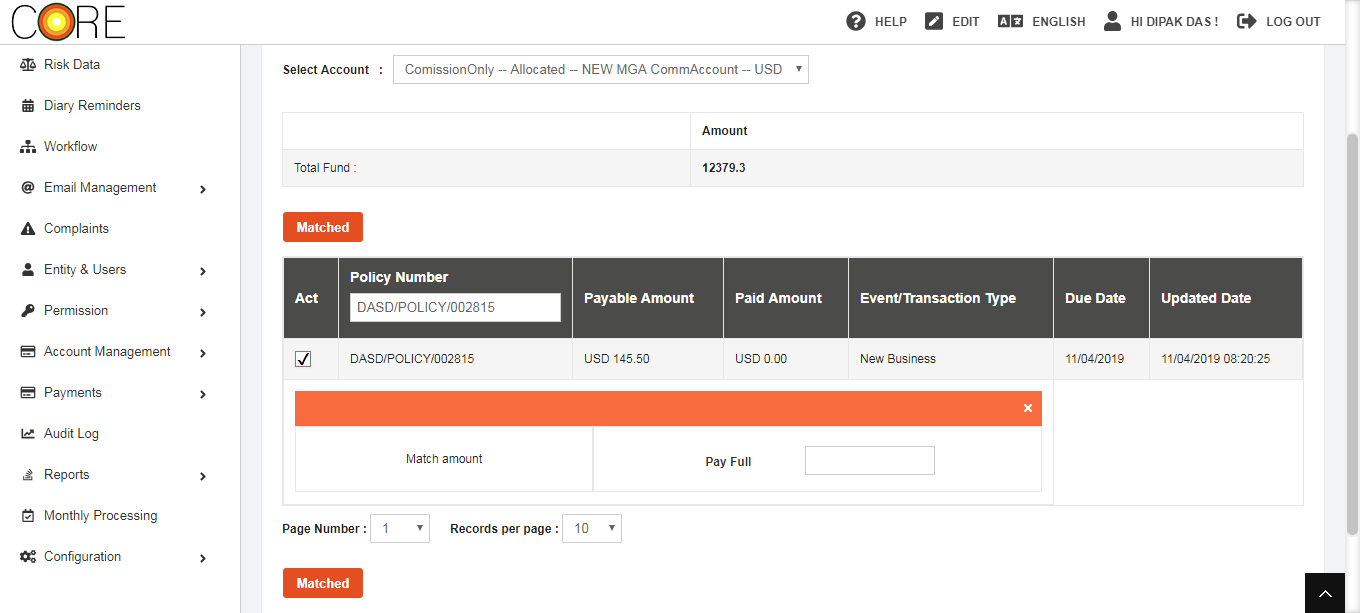 CORE
HELP EDIT ENGLISH HI DIPAK DAS ! LOG OUT
Risk Data
Diary Reminders
Workflow
Email Management
Complaints
Entity & Users
Permission
Account Management
Payments
Audit Log
Reports
Monthly Processing
Configuration
Select Account : ComissionOnly -- Allocated -- NEW MGA CommAccount -- USD
Amount
Total Fund : 12379.3
Matched
Act Policy Number Payable Amount Paid Amount Event/Transaction Type Due Date Updated Date
DASD/POLICY/002815
DASD/POLICY/002815 USD 145.50 USD 0.00 New Business 11/04/2019 11/04/2019 08:20:25
×
Match amount Pay Full
Page Number : 1 Records per page : 10
Matched